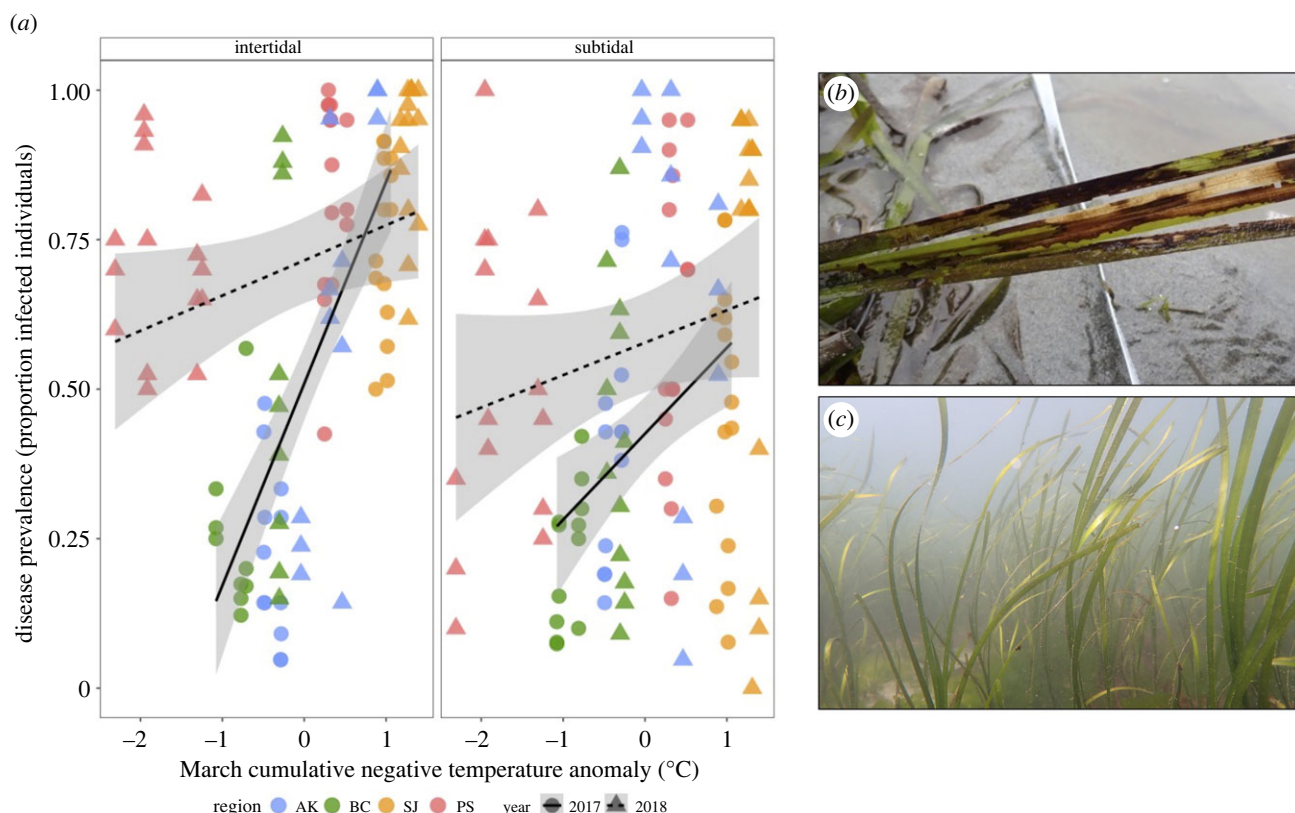 (a)
intertidal
subtidal
disease prevalence (proportion infected individuals)
1.00
0.75
0.50
0.25
0
–2
–1
0
1
–2
–1
0
1
March cumulative negative temperature anomaly (°C)
region AK BC SJ PS year 2017 2018
(b)
(c)